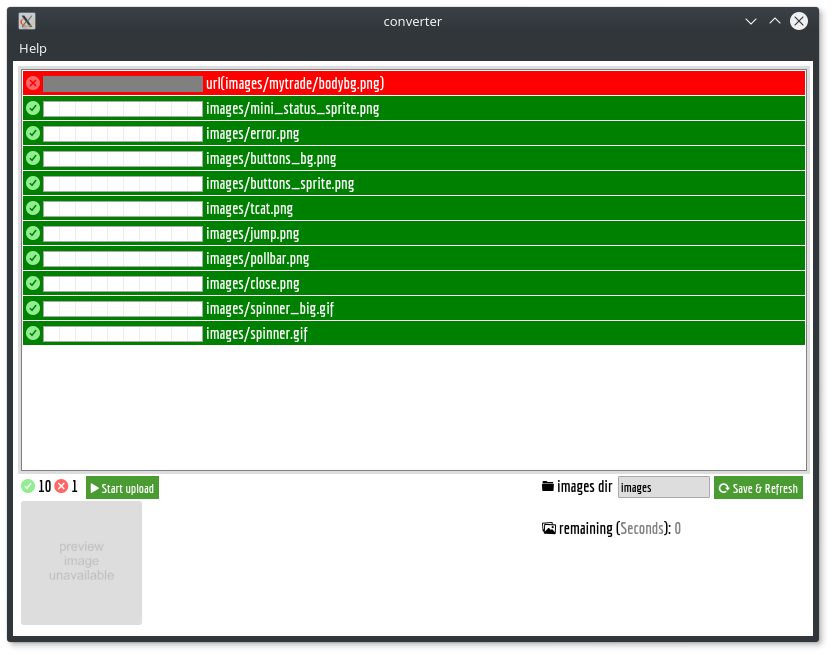 converter
Help
url(images/mytrade/bodybg.png)
images/mini_status_sprite.png
images/error.png
images/buttons_bg.png
images/buttons_sprite.png
images/tcat.png
images/jump.png
images/pollbar.png
images/close.png
images/spinner_big.gif
images/spinner.gif
10 1 Start upload images dir images Save & Refresh
remaining (Seconds): 0
preview
image
unavailable